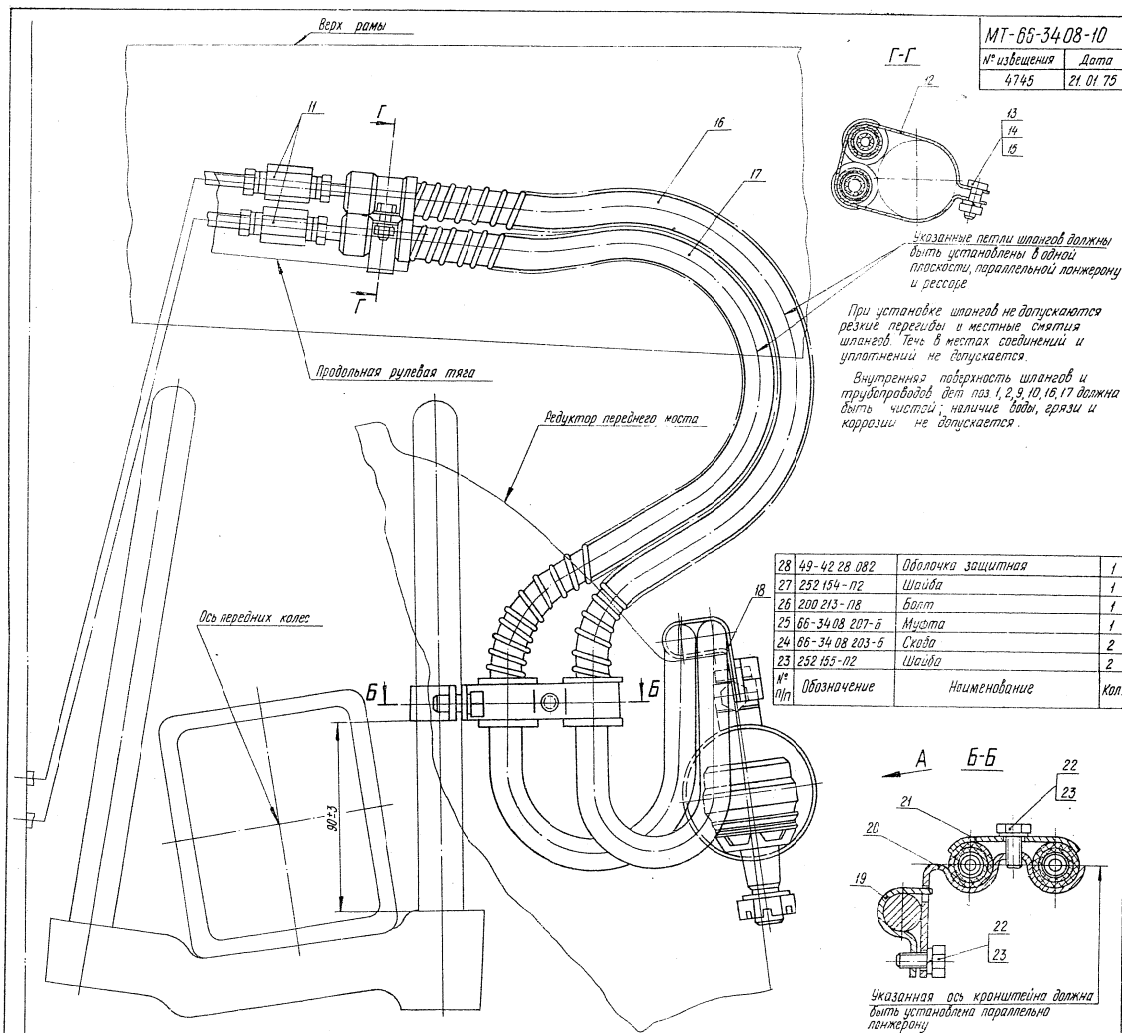 Верх рамы
МТ-66-3408-10
№ извещения Дата
4745 21.01.75
Г-Г
12
13
14
15
11
Г
16
17
Г
Указанные петли шлангов должны
быть установлены в одной
плоскости, параллельной лонжерону
и рессоре
При установке шлангов не допускаются
резкие перегибы и местные смятия
шлангов. Течь в местах соединений и
уплотнений не допускается.
Внутренняя поверхность шлангов и
трубопроводов дет. поз. 1, 2, 9, 10, 16, 17 должна
быть чистой; наличие воды, грязи и
коррозии не допускается.
Продольная рулевая тяга
Редуктор переднего моста
Ось передних колес
18
28 49-42 28 082 Оболочка защитная 1
27 252 154-П2 Шайба 1
26 200 213-П8 Болт 1
25 66-34 08 207-Б Муфта 1
24 66-34 08 203-Б Скоба 2
23 252 155-П2 Шайба 2
№ п/п Обозначение Наименование Кол.
Б Б
90±3
А Б-Б
22
23
21
20
19
22
23
Указанная ось кронштейна должна
быть установлена параллельно
лонжерону